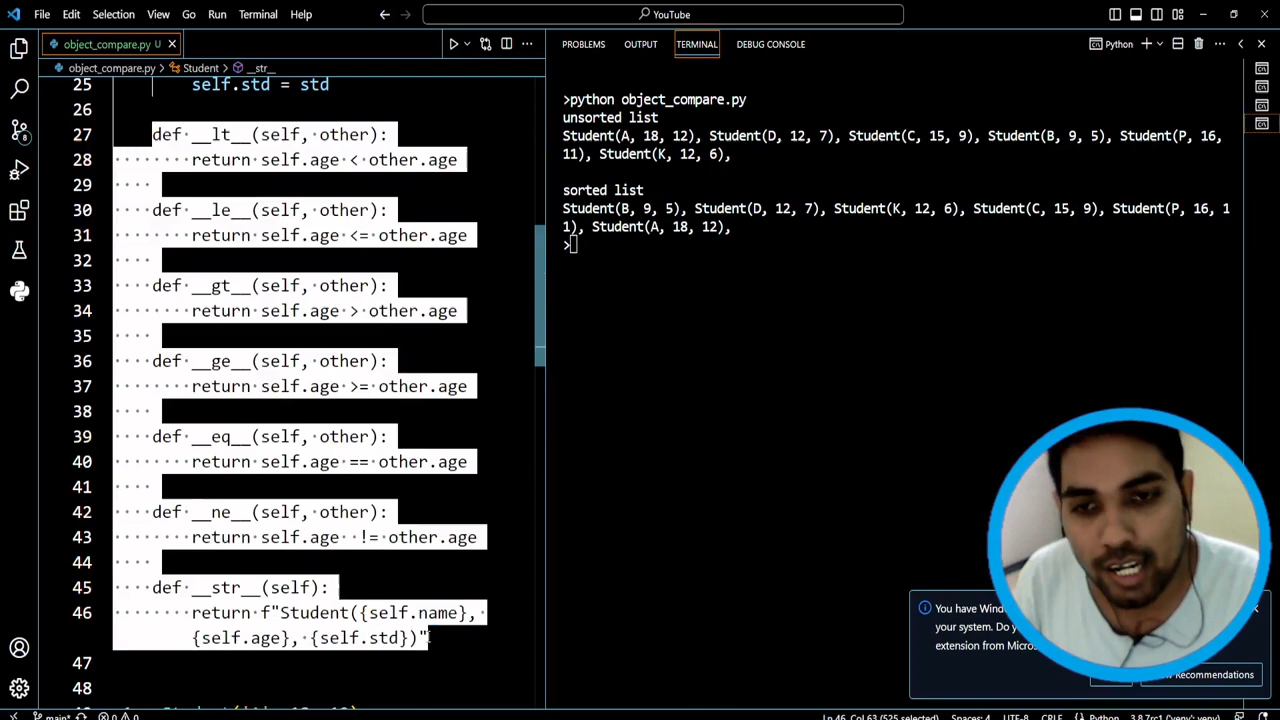 File Edit Selection View Go Run Terminal Help
YouTube
object_compare.py U
PROBLEMS OUTPUT TERMINAL DEBUG CONSOLE
Python
object_compare.py > Student > __str__
25 self.std = std
26
27 def __lt__(self, other):
28 return self.age < other.age
29
30 def __le__(self, other):
31 return self.age <= other.age
32
33 def __gt__(self, other):
34 return self.age > other.age
35
36 def __ge__(self, other):
37 return self.age >= other.age
38
39 def __eq__(self, other):
40 return self.age == other.age
41
42 def __ne__(self, other):
43 return self.age != other.age
44
45 def __str__(self):
46 return f"Student({self.name},
{self.age}, {self.std})"
47
48
>python object_compare.py
unsorted list
Student(A, 18, 12), Student(D, 12, 7), Student(C, 15, 9), Student(B, 9, 5), Student(P, 16,
11), Student(K, 12, 6),
sorted list
Student(B, 9, 5), Student(D, 12, 7), Student(K, 12, 6), Student(C, 15, 9), Student(P, 16, 1
1), Student(A, 18, 12),
>
8
You have
your system. Do
extension from
Recommendations
main*
0 0
Ln 46, Col 63 (525 selected) Spaces: 4 UTF-8 CRLF Python